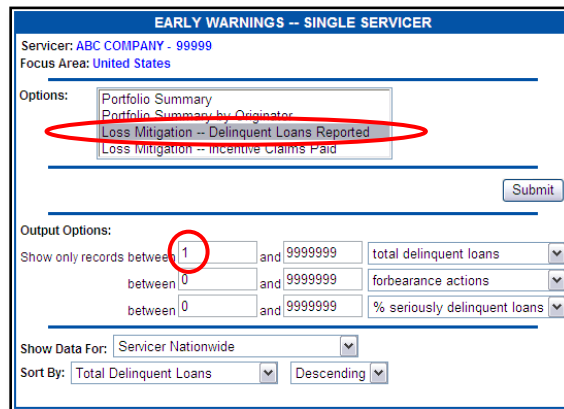 EARLY WARNINGS -- SINGLE SERVICER
Servicer: ABC COMPANY - 99999
Focus Area: United States
Options:
Portfolio Summary
Portfolio Summary by Originator
Loss Mitigation -- Delinquent Loans Reported
Loss Mitigation -- Incentive Claims Paid
Submit
Output Options:
Show only records between 1 and 9999999 total delinquent loans
between 0 and 9999999 forbearance actions
between 0 and 9999999 % seriously delinquent loans
Show Data For: Servicer Nationwide
Sort By: Total Delinquent Loans Descending